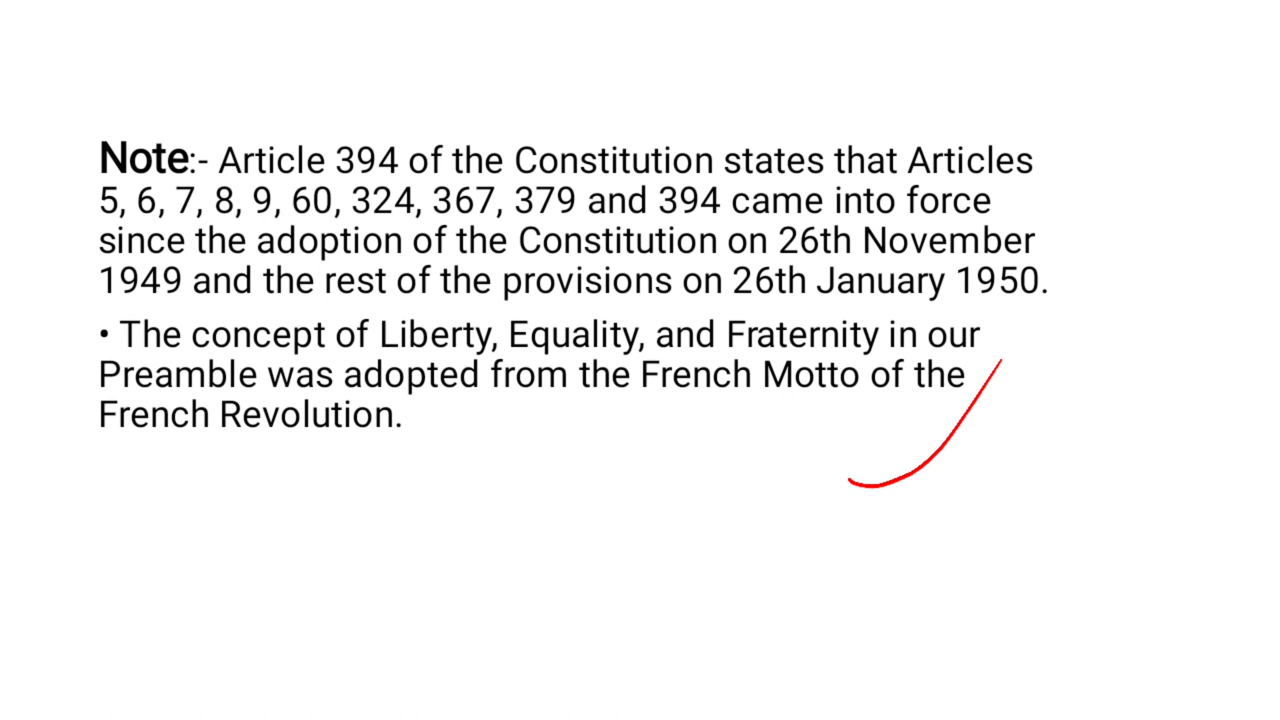 Note:- Article 394 of the Constitution states that Articles
5, 6, 7, 8, 9, 60, 324, 367, 379 and 394 came into force
since the adoption of the Constitution on 26th November
1949 and the rest of the provisions on 26th January 1950.
• The concept of Liberty, Equality, and Fraternity in our
Preamble was adopted from the French Motto of the
French Revolution.